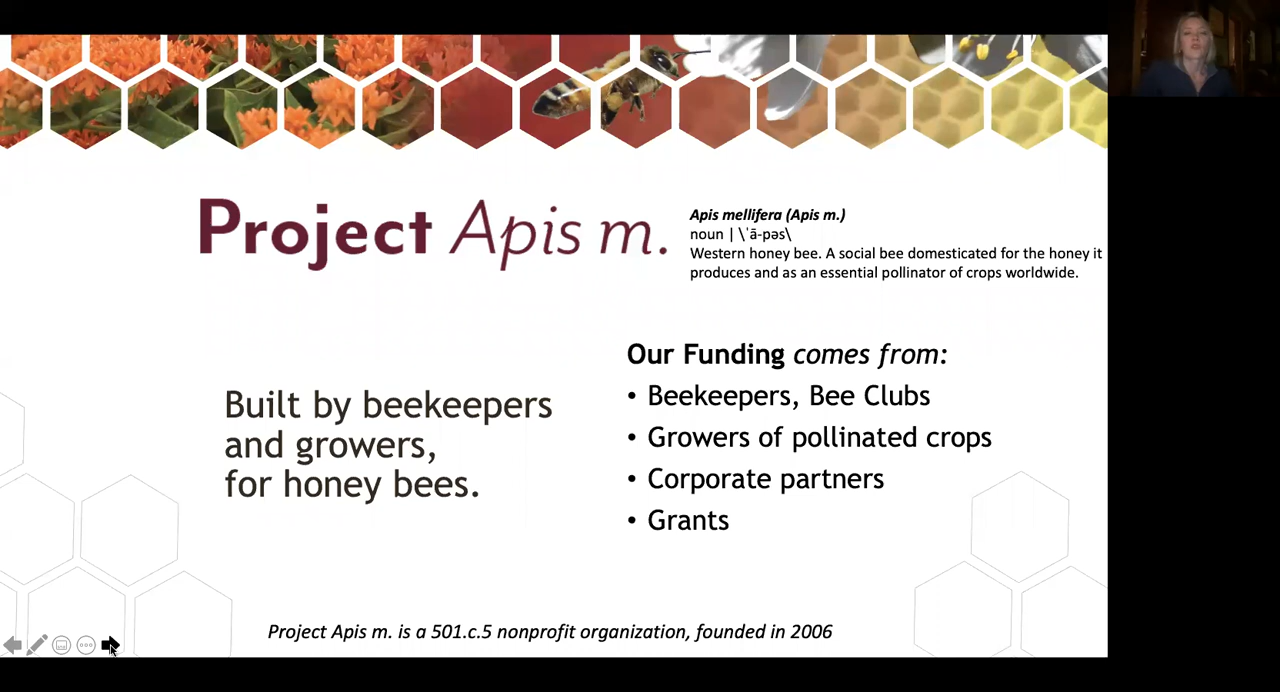 Project Apis m.
Apis mellifera (Apis m.)
noun | \ˈā-pəs\
Western honey bee. A social bee domesticated for the honey it
produces and as an essential pollinator of crops worldwide.
Built by beekeepers
and growers,
for honey bees.
Our Funding comes from:
• Beekeepers, Bee Clubs
• Growers of pollinated crops
• Corporate partners
• Grants
Project Apis m. is a 501.c.5 nonprofit organization, founded in 2006